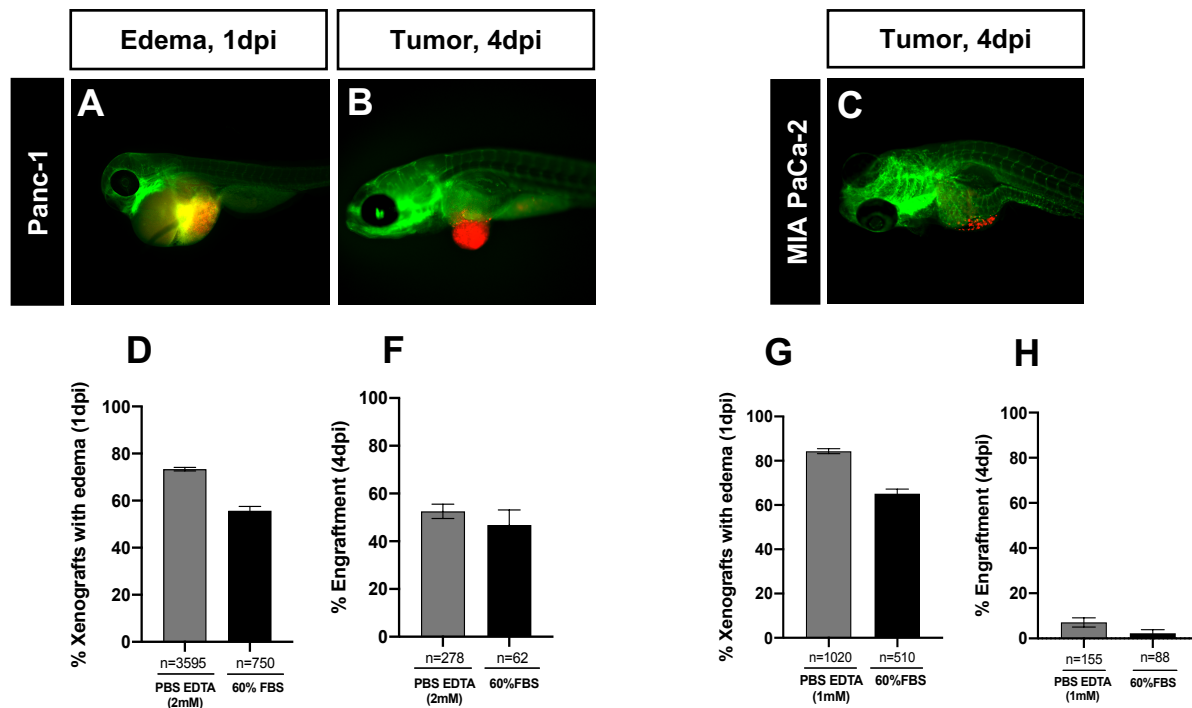 Edema, 1dpi
Tumor, 4dpi
Tumor, 4dpi
Panc-1
A
B
MIA PaCa-2
C
D
% Xenografts with edema (1dpi)
100
80
60
40
20
0
n=3595
n=750
PBS EDTA
(2mM)
60% FBS
F
% Engraftment (4dpi)
100
80
60
40
20
0
n=278
n=62
PBS EDTA
(2mM)
60%FBS
G
% Xenografts with edema (1dpi)
100
80
60
40
20
0
n=1020
n=510
PBS EDTA
(1mM)
60%FBS
H
% Engraftment (4dpi)
100
80
60
40
20
0
n=155
n=88
PBS EDTA
(1mM)
60%FBS